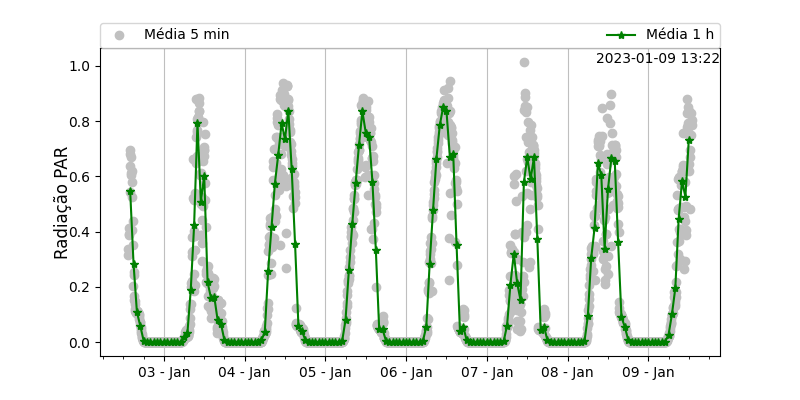 Média 5 min
Média 1 h
2023-01-09 13:22
Radiação PAR
1.0
0.8
0.6
0.4
0.2
0.0
03 - Jan
04 - Jan
05 - Jan
06 - Jan
07 - Jan
08 - Jan
09 - Jan